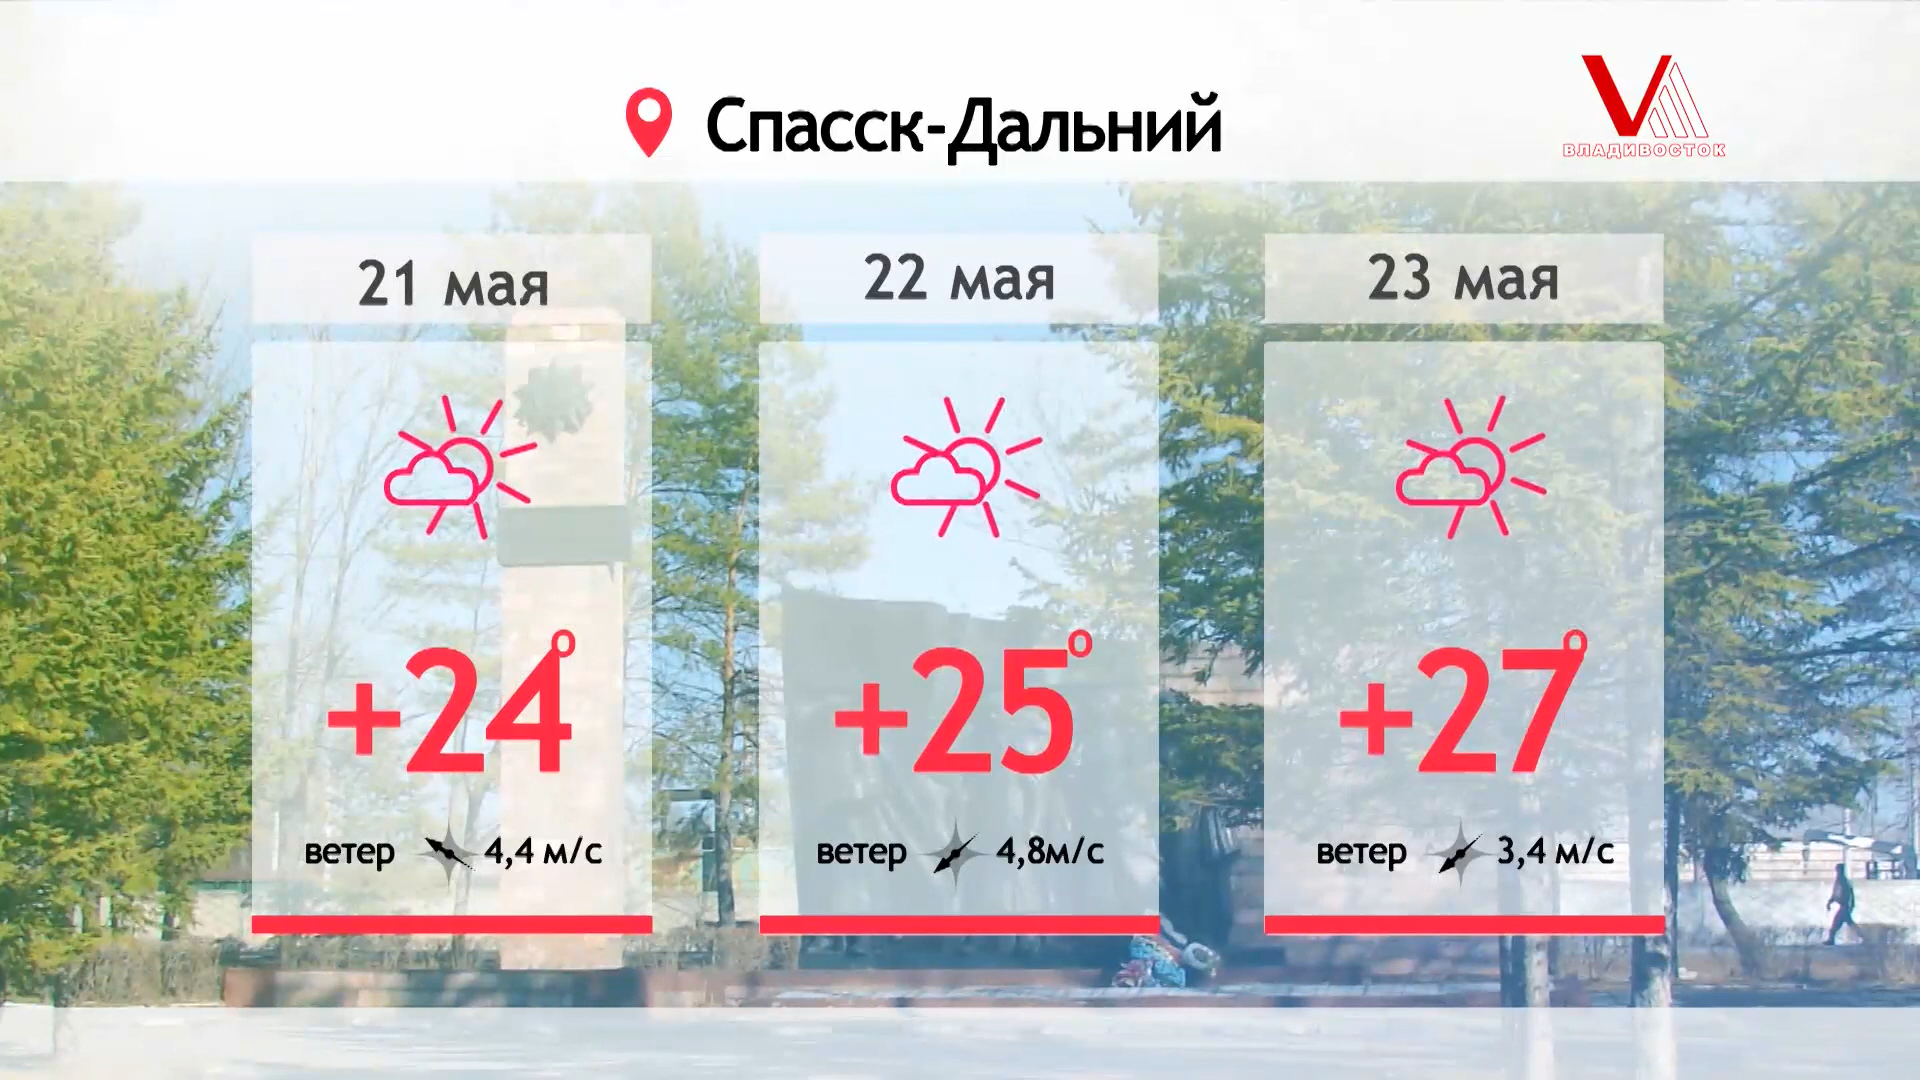 Спасск-Дальний
ВЛАДИВОСТОК
21 мая
22 мая
23 мая
+24°
+25°
+27°
ветер 4,4 м/с
ветер 4,8м/с
ветер 3,4 м/с